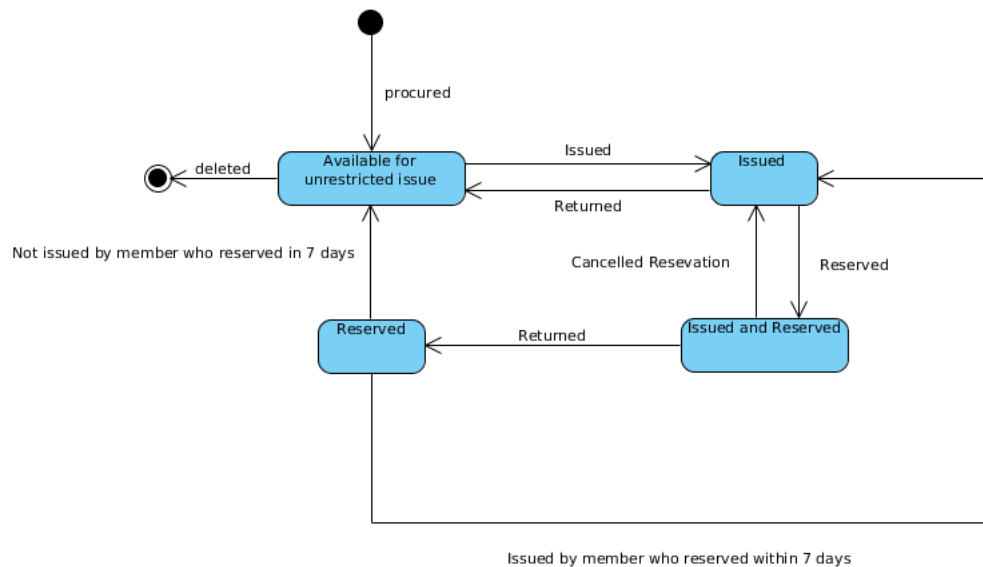 procured
Available for
unrestricted issue
Issued
Issued
deleted
Returned
Not issued by member who reserved in 7 days
Cancelled Resevation
Reserved
Reserved
Issued and Reserved
Returned
Issued by member who reserved within 7 days